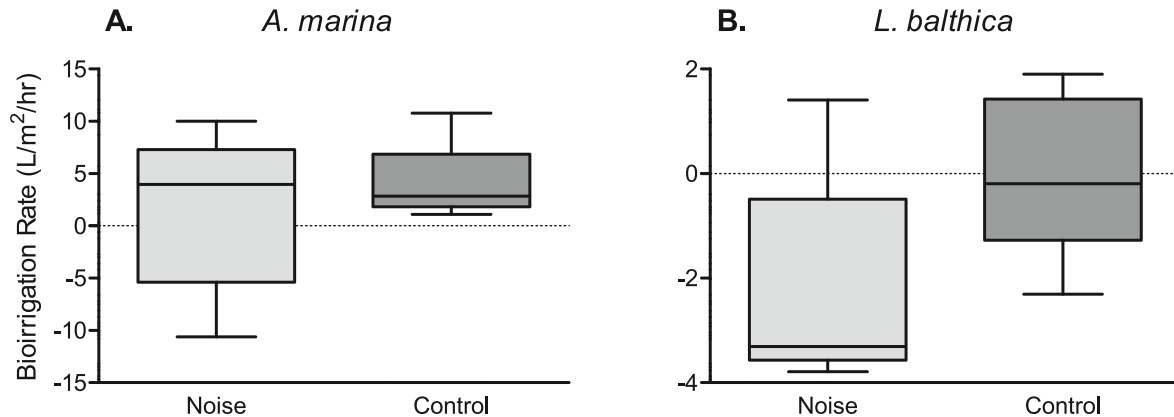 A. A. marina
B. L. balthica
Bioirrigation Rate (L/m²/hr)
15
10
5
0
-5
-10
-15
Noise
Control
2
0
-2
-4
Noise
Control